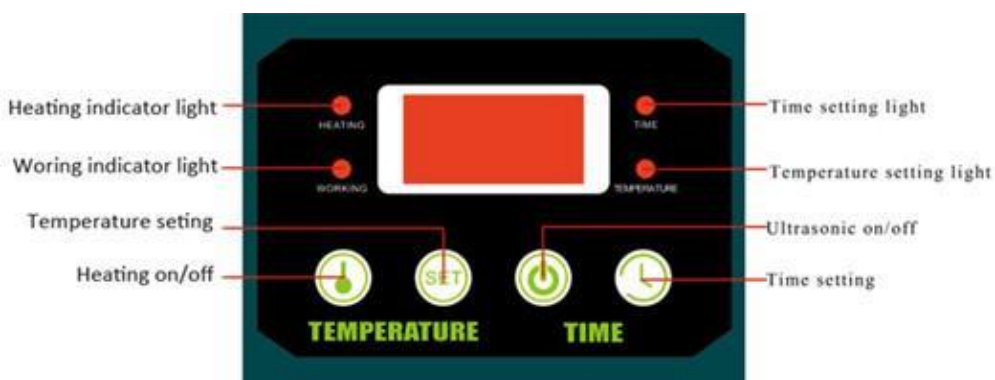 Heating indicator light
HEATING
TIME
Time setting light
Woring indicator light
WORKING
TEMPERATURE
Temperature setting light
Temperature seting
SET
Ultrasonic on/off
Heating on/off
Time setting
TEMPERATURE
TIME